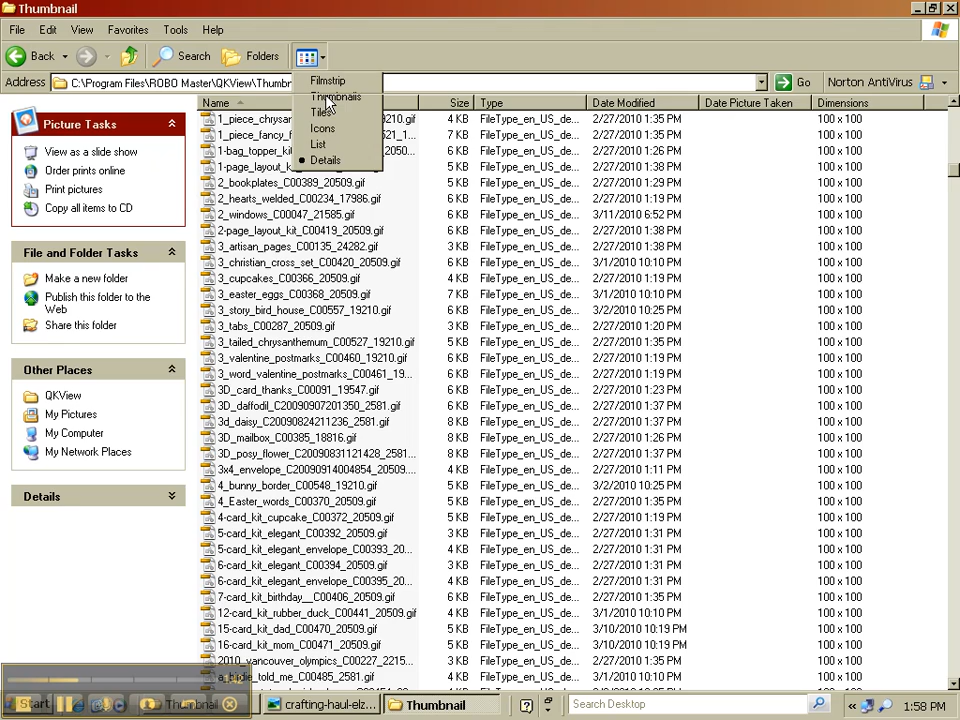 Thumbnail
File Edit View Favorites Tools Help
Back Search Folders
Address C:\Program Files\ROBO Master\QKView\Thumbn Go Norton AntiVirus
Filmstrip
Thumbnails
Tiles
Icons
List
Details
Picture Tasks
View as a slide show
Order prints online
Print pictures
Copy all items to CD
File and Folder Tasks
Make a new folder
Publish this folder to the
Web
Share this folder
Other Places
QKView
My Pictures
My Computer
My Network Places
Details
Name Size Type Date Modified Date Picture Taken Dimensions
1_piece_chrysan 9210.gif 4 KB FileType_en_US_de... 2/27/2010 1:35 PM 100 x 100
1_piece_fancy_f 7 KB FileType_en_US_de... 2/27/2010 1:35 PM 100 x 100
1-bag_topper_kit 2050... 6 KB FileType_en_US_de... 2/27/2010 1:35 PM 100 x 100
1-page_layout_k 5 KB FileType_en_US_de... 2/27/2010 1:38 PM 100 x 100
2_bookplates_C00389_20509.gif 5 KB FileType_en_US_de... 2/27/2010 1:29 PM 100 x 100
2_hearts_welded_C00234_17986.gif 6 KB FileType_en_US_de... 2/27/2010 1:38 PM 100 x 100
2_windows_C00047_21585.gif 5 KB FileType_en_US_de... 3/11/2010 6:52 PM 100 x 100
2-page_layout_kit_C00419_20509.gif 6 KB FileType_en_US_de... 2/27/2010 1:38 PM 100 x 100
3_artisan_pages_C00135_24282.gif 3 KB FileType_en_US_de... 2/27/2010 1:38 PM 100 x 100
3_christian_cross_set_C00420_20509.gif 6 KB FileType_en_US_de... 3/1/2010 10:10 PM 100 x 100
3_cupcakes_C00366_20509.gif 4 KB FileType_en_US_de... 2/27/2010 1:19 PM 100 x 100
3_easter_eggs_C00368_20509.gif 7 KB FileType_en_US_de... 3/1/2010 10:10 PM 100 x 100
3_story_bird_house_C00557_19210.gif 6 KB FileType_en_US_de... 3/2/2010 10:25 PM 100 x 100
3_tabs_C00287_20509.gif 3 KB FileType_en_US_de... 2/27/2010 1:20 PM 100 x 100
3_tailed_chrysanthemum_C00527_19210.gif 6 KB FileType_en_US_de... 2/27/2010 1:35 PM 100 x 100
3_valentine_postmarks_C00460_19210.gif 6 KB FileType_en_US_de... 2/27/2010 1:19 PM 100 x 100
3_word_valentine_postmarks_C00461_19... 6 KB FileType_en_US_de... 2/27/2010 1:19 PM 100 x 100
3D_card_thanks_C00091_19547.gif 6 KB FileType_en_US_de... 2/27/2010 1:23 PM 100 x 100
3D_daffodil_C20090907201350_2581.gif 6 KB FileType_en_US_de... 2/27/2010 1:37 PM 100 x 100
3d_daisy_C20090824211236_2581.gif 8 KB FileType_en_US_de... 2/27/2010 1:37 PM 100 x 100
3D_mailbox_C00385_18816.gif 8 KB FileType_en_US_de... 2/27/2010 1:26 PM 100 x 100
3D_posy_flower_C20090831121428_2581... 8 KB FileType_en_US_de... 2/27/2010 1:37 PM 100 x 100
3x4_envelope_C20090914004854_20509.... 4 KB FileType_en_US_de... 2/27/2010 1:11 PM 100 x 100
4_bunny_border_C00548_19210.gif 5 KB FileType_en_US_de... 3/2/2010 10:25 PM 100 x 100
4_Easter_words_C00370_20509.gif 5 KB FileType_en_US_de... 2/27/2010 1:35 PM 100 x 100
4-card_kit_cupcake_C00372_20509.gif 5 KB FileType_en_US_de... 2/27/2010 1:19 PM 100 x 100
5-card_kit_elegant_C00392_20509.gif 3 KB FileType_en_US_de... 2/27/2010 1:31 PM 100 x 100
5-card_kit_elegant_envelope_C00393_20... 4 KB FileType_en_US_de... 2/27/2010 1:31 PM 100 x 100
6-card_kit_elegant_C00394_20509.gif 3 KB FileType_en_US_de... 2/27/2010 1:31 PM 100 x 100
6-card_kit_elegant_envelope_C00395_20... 4 KB FileType_en_US_de... 2/27/2010 1:31 PM 100 x 100
7-card_kit_birthday__C00406_20509.gif 6 KB FileType_en_US_de... 2/27/2010 1:31 PM 100 x 100
12-card_kit_rubber_duck_C00441_20509.gif 4 KB FileType_en_US_de... 3/1/2010 10:10 PM 100 x 100
15-card_kit_dad_C00470_20509.gif 5 KB FileType_en_US_de... 3/10/2010 10:19 PM 100 x 100
16-card_kit_mom_C00471_20509.gif 5 KB FileType_en_US_de... 3/10/2010 10:19 PM 100 x 100
2010_vancouver_olympics_C00227_2215... 3 KB FileType_en_US_de... 2/27/2010 1:35 PM 100 x 100
a_birdie_told_me_C00485_2581.gif 6 KB FileType_en_US_de... 3/1/2010 10:10 PM 100 x 100
Start Thumbnail crafting-haul-elz... Thumbnail Search Desktop 1:58 PM